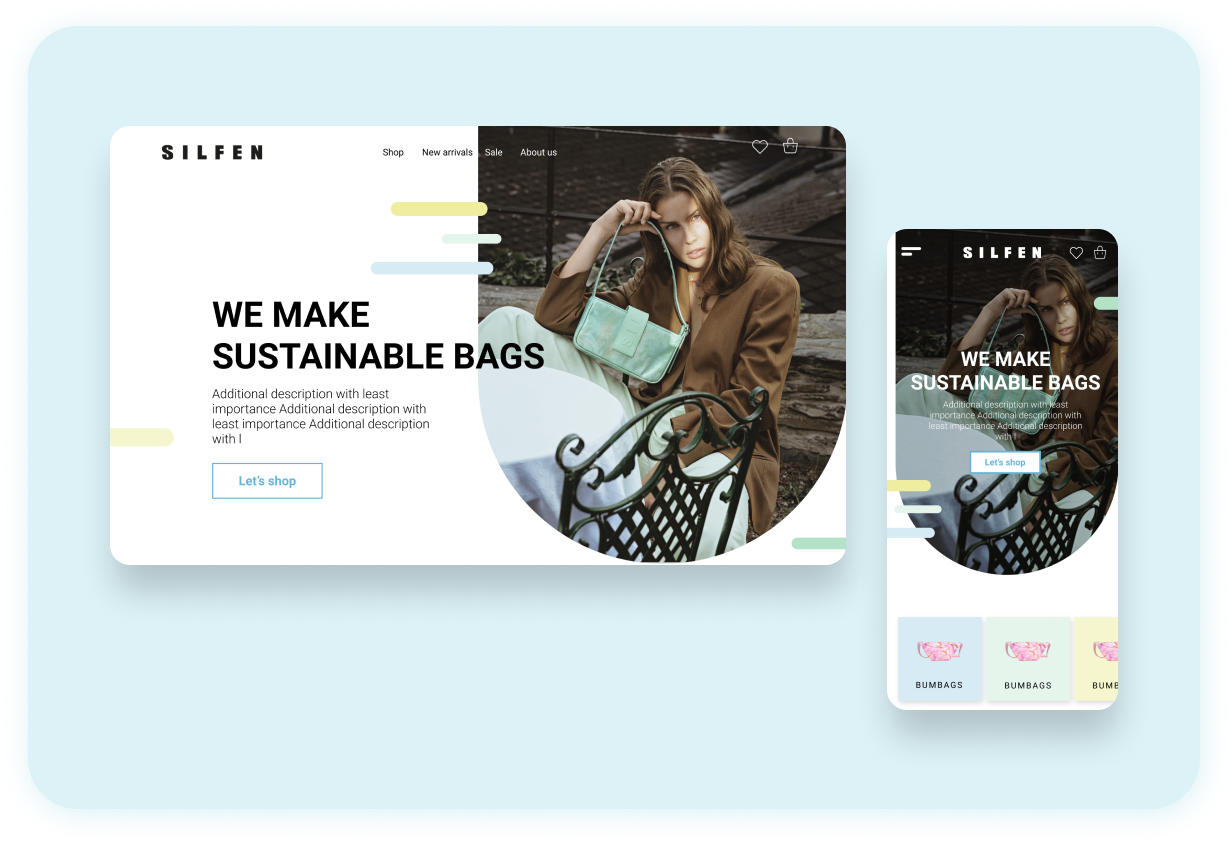 SILFEN
Shop New arrivals Sale About us
WE MAKE
SUSTAINABLE BAGS
Additional description with least
importance Additional description with
least importance Additional description
with l
Let's shop
SILFEN
WE MAKE
SUSTAINABLE BAGS
Additional description with least
importance Additional description with
least importance Additional description
with l
Let's shop
BUMBAGS BUMBAGS BUMB